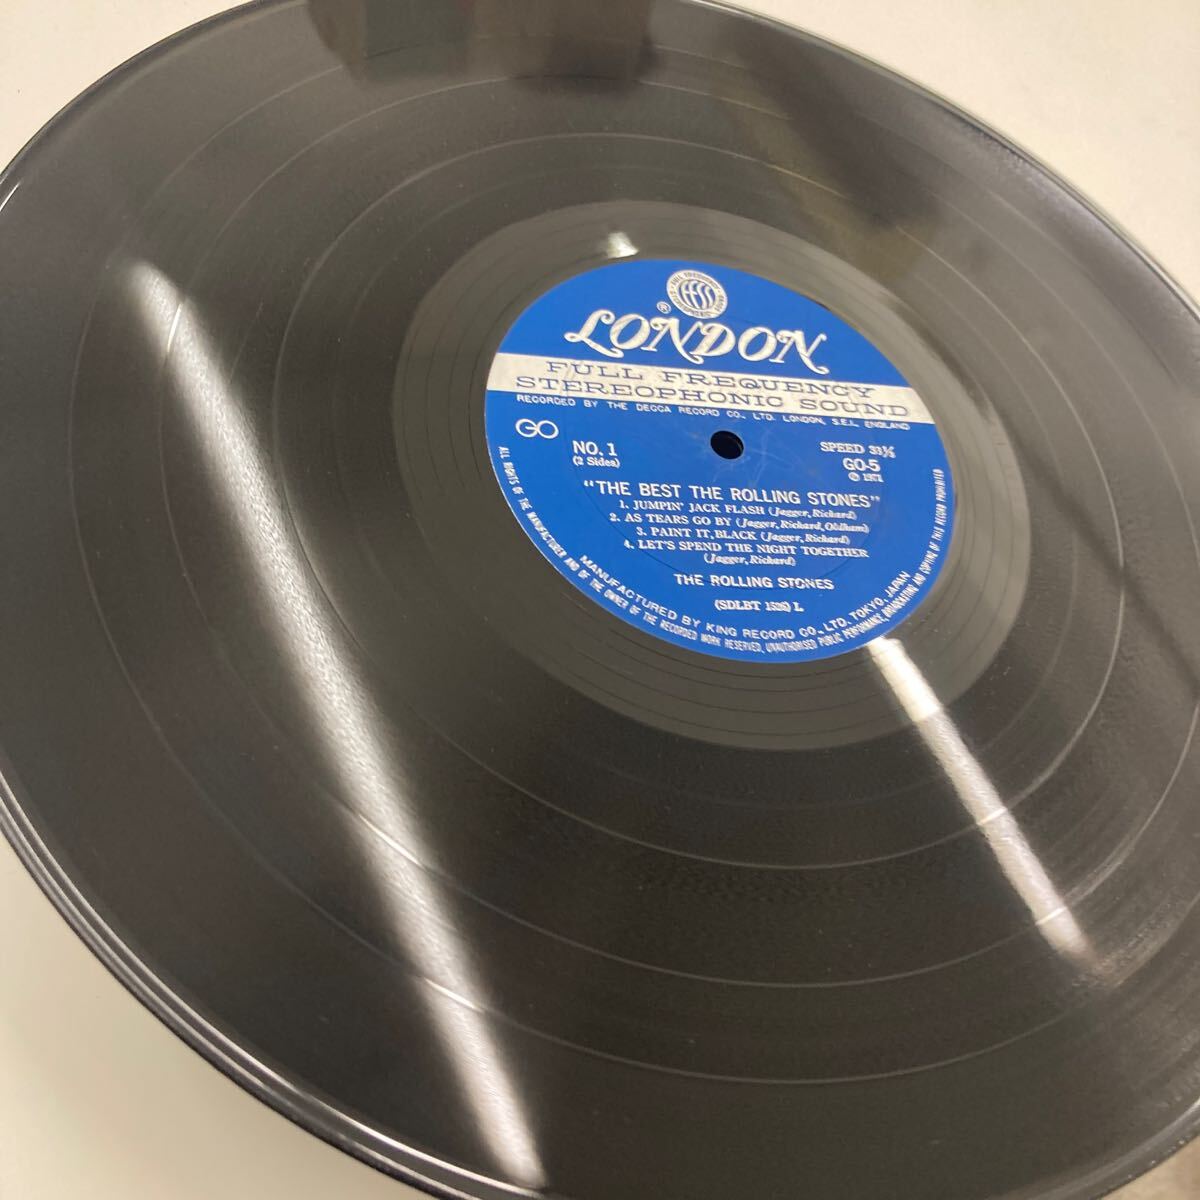 FULL FREQUENCY
ffss
STEREOPHONIC
LONDON ®
FULL FREQUENCY
STEREOPHONIC SOUND
RECORDED BY THE DECCA RECORD CO., LTD. LONDON, S.E.I., ENGLAND
GO
NO. 1
(2 Sides)
SPEED 33⅓
GO-5
℗ 1971
"THE BEST THE ROLLING STONES"
1. JUMPIN' JACK FLASH (Jagger, Richard)
2. AS TEARS GO BY (Jagger, Richard, Oldham)
3. PAINT IT, BLACK (Jagger, Richard)
4. LET'S SPEND THE NIGHT TOGETHER
(Jagger, Richard)
THE ROLLING STONES
MANUFACTURED BY KING RECORD CO., LTD. TOKYO, JAPAN
ALL RIGHTS OF THE MANUFACTURER AND OF THE OWNER OF THE RECORDED WORK RESERVED, UNAUTHORISED PUBLIC PERFORMANCE, BROADCASTING AND COPYING OF THIS RECORD PROHIBITED